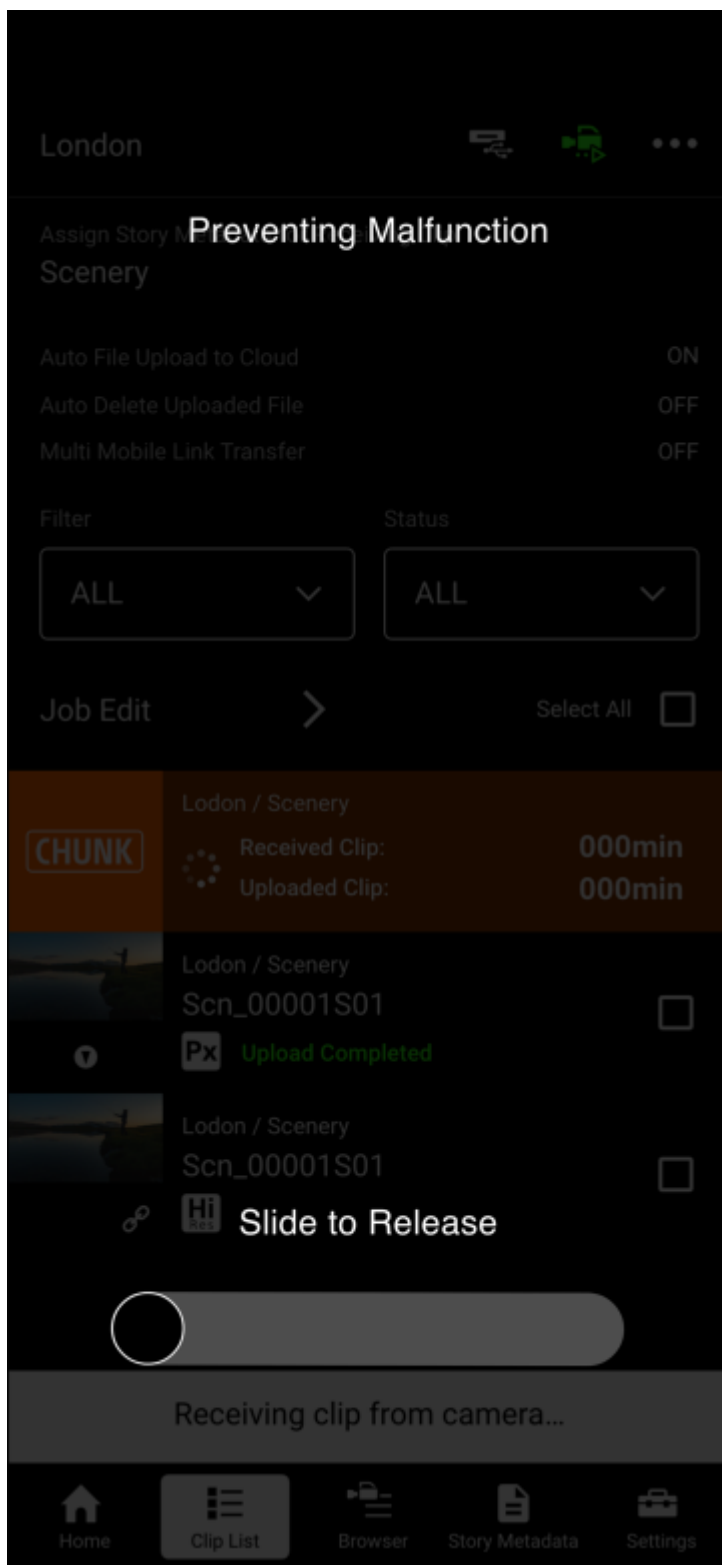 London
Preventing Malfunction
Assign Story
Scenery
Auto File Upload to Cloud ON
Auto Delete Uploaded File OFF
Multi Mobile Link Transfer OFF
Filter Status
ALL ALL
Job Edit Select All
CHUNK
Lodon / Scenery
Received Clip: 000min
Uploaded Clip: 000min
Lodon / Scenery
Scn_00001S01
Px Upload Completed
Lodon / Scenery
Scn_00001S01
Hi
Res
Slide to Release
Receiving clip from camera...
Home Clip List Browser Story Metadata Settings